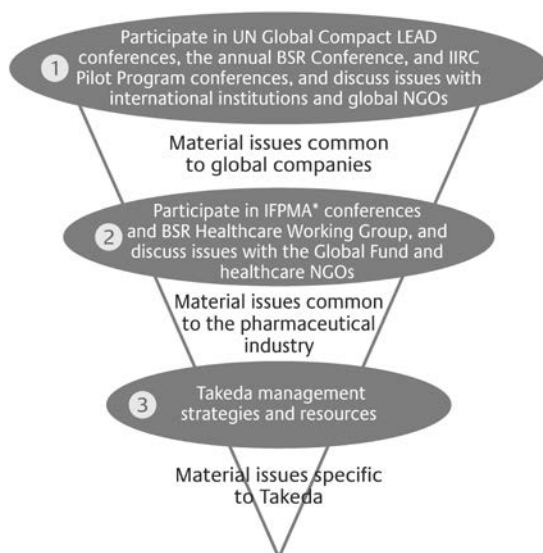 Participate in UN Global Compact LEAD
conferences, the annual BSR Conference, and IIRC
1
Pilot Program conferences, and discuss issues with
international institutions and global NGOs
Material issues common
to global companies
Participate in IFPMA* conferences
and BSR Healthcare Working Group, and
2
discuss issues with the Global Fund and
healthcare NGOs
Material issues common
to the pharmaceutical
industry
3
Takeda management
strategies and resources
Material issues specific
to Takeda